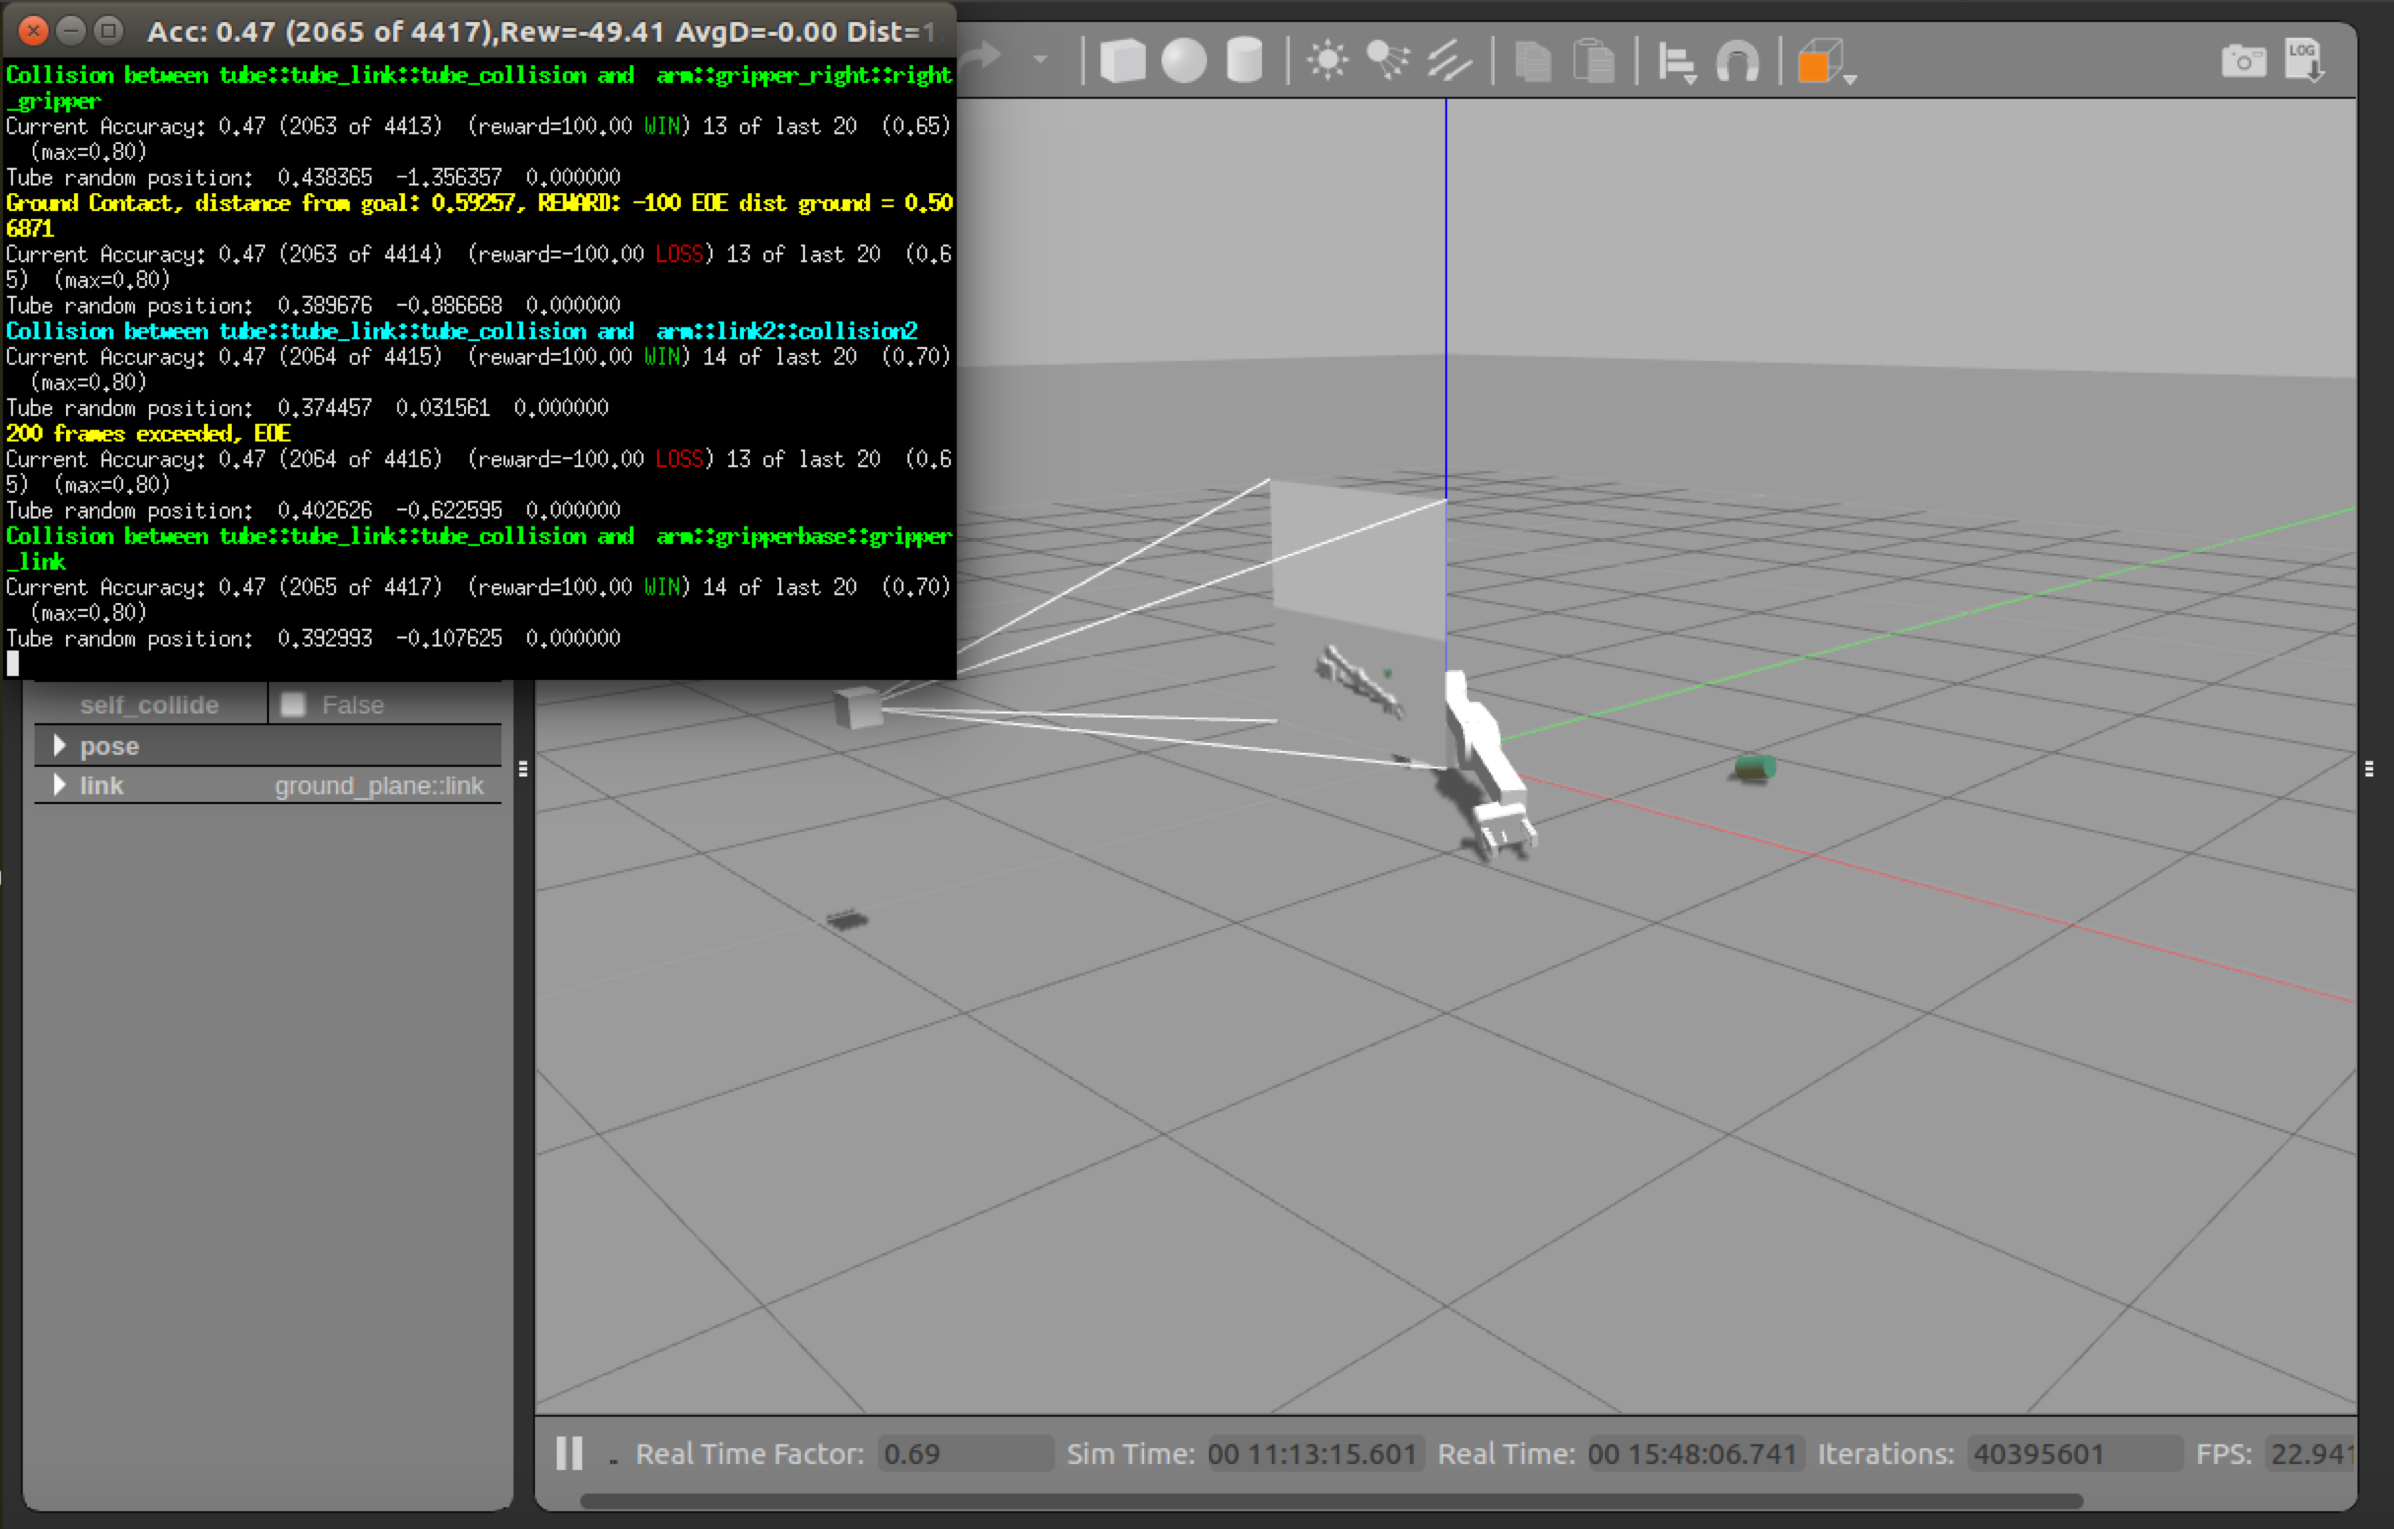 Acc: 0.47 (2065 of 4417),Rew=-49.41 AvgD=-0.00 Dist=1.
Collision between tube::tube_link::tube_collision and  arm::gripper_right::right
_gripper
Current Accuracy: 0.47 (2063 of 4413)  (reward=100.00 WIN) 13 of last 20  (0.65)
  (max=0.80)
Tube random position:  0.438365  -1.356357  0.000000
Ground Contact, distance from goal: 0.59257, REWARD: -100 EOE dist ground = 0.50
6871
Current Accuracy: 0.47 (2063 of 4414)  (reward=-100.00 LOSS) 13 of last 20  (0.6
5)  (max=0.80)
Tube random position:  0.389676  -0.886668  0.000000
Collision between tube::tube_link::tube_collision and  arm::link2::collision2
Current Accuracy: 0.47 (2064 of 4415)  (reward=100.00 WIN) 14 of last 20  (0.70)
  (max=0.80)
Tube random position:  0.374457  0.031561  0.000000
200 frames exceeded, EOE
Current Accuracy: 0.47 (2064 of 4416)  (reward=-100.00 LOSS) 13 of last 20  (0.6
5)  (max=0.80)
Tube random position:  0.402626  -0.622595  0.000000
Collision between tube::tube_link::tube_collision and  arm::gripperbase::gripper
_link
Current Accuracy: 0.47 (2065 of 4417)  (reward=100.00 WIN) 14 of last 20  (0.70)
  (max=0.80)
Tube random position:  0.392993  -0.107625  0.000000
LOG
self_collide False
pose
link ground_plane::link
Real Time Factor: 0.69 Sim Time: 00 11:13:15.601 Real Time: 00 15:48:06.741 Iterations: 40395601 FPS: 22.941